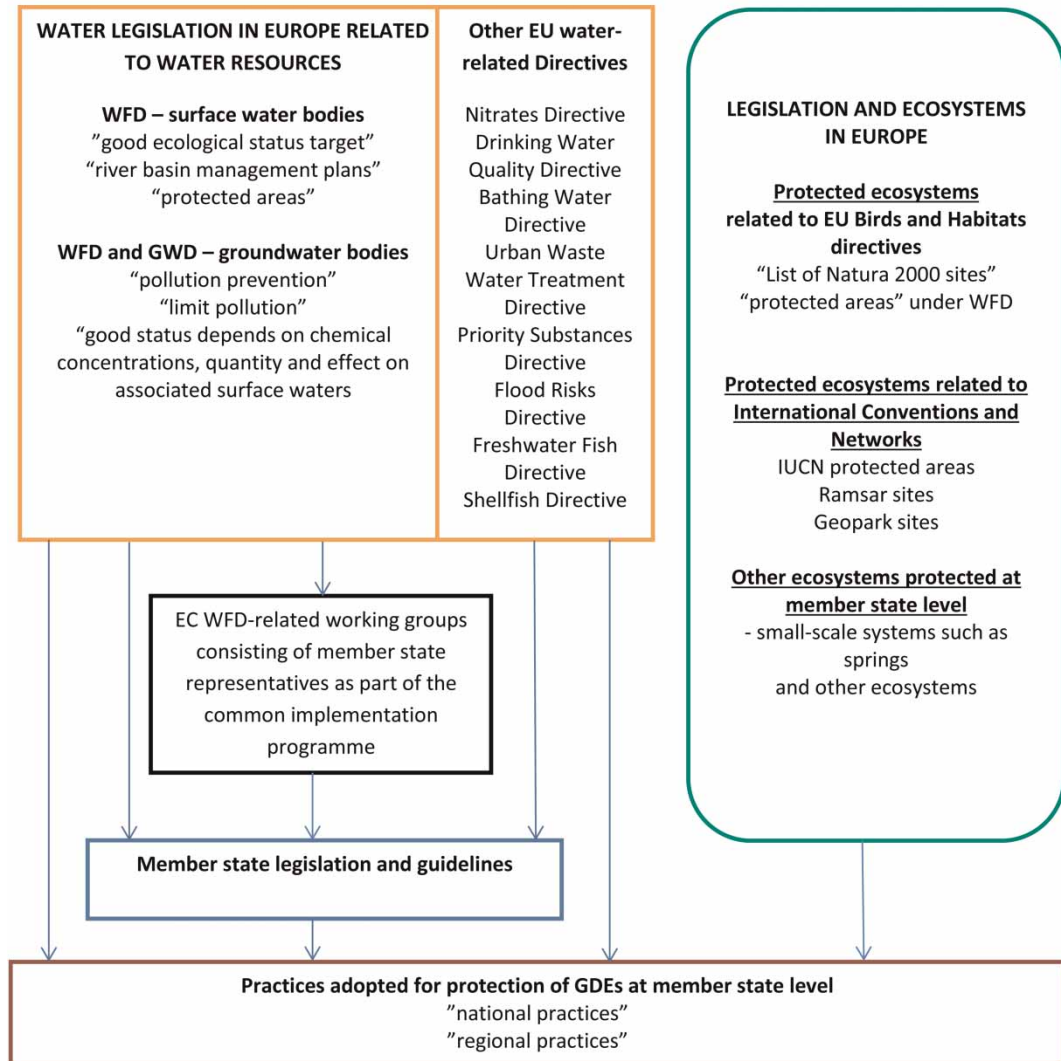 WATER LEGISLATION IN EUROPE RELATED
TO WATER RESOURCES
WFD – surface water bodies
”good ecological status target”
“river basin management plans”
“protected areas”
WFD and GWD – groundwater bodies
“pollution prevention”
“limit pollution”
“good status depends on chemical
concentrations, quantity and effect on
associated surface waters
Other EU water-
related Directives
Nitrates Directive
Drinking Water
Quality Directive
Bathing Water
Directive
Urban Waste
Water Treatment
Directive
Priority Substances
Directive
Flood Risks
Directive
Freshwater Fish
Directive
Shellfish Directive
LEGISLATION AND ECOSYSTEMS
IN EUROPE
Protected ecosystems
related to EU Birds and Habitats
directives
“List of Natura 2000 sites”
“protected areas” under WFD
Protected ecosystems related to
International Conventions and
Networks
IUCN protected areas
Ramsar sites
Geopark sites
Other ecosystems protected at
member state level
- small-scale systems such as
springs
and other ecosystems
EC WFD-related working groups
consisting of member state
representatives as part of the
common implementation
programme
Member state legislation and guidelines
Practices adopted for protection of GDEs at member state level
”national practices”
”regional practices”